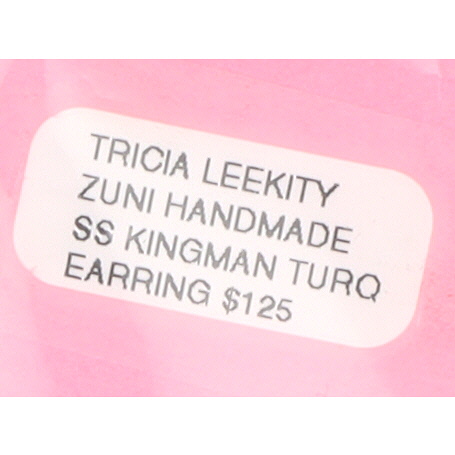 TRICIA LEEKITY
ZUNI HANDMADE
SS KINGMAN TURQ
EARRING $125